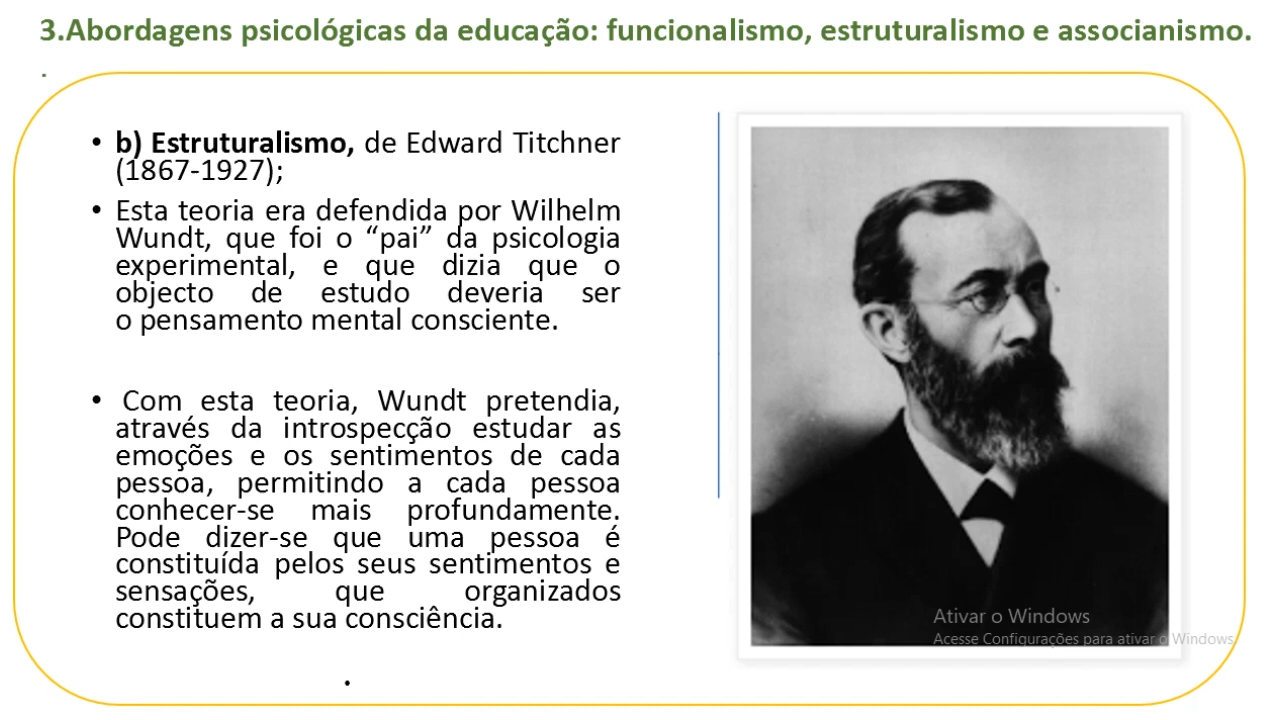 3.Abordagens psicológicas da educação: funcionalismo, estruturalismo e associanismo.
.
• b) Estruturalismo, de Edward Titchner
(1867-1927);
• Esta teoria era defendida por Wilhelm
Wundt, que foi o “pai” da psicologia
experimental, e que dizia que o
objecto de estudo deveria ser
o pensamento mental consciente.
• Com esta teoria, Wundt pretendia,
através da introspecção estudar as
emoções e os sentimentos de cada
pessoa, permitindo a cada pessoa
conhecer-se mais profundamente.
Pode dizer-se que uma pessoa é
constituída pelos seus sentimentos e
sensações, que organizados
constituem a sua consciência.
.
Ativar o Windows
Acesse Configurações para ativar o Windows